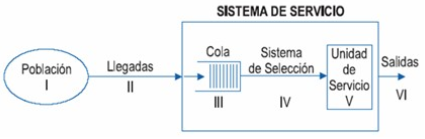 SISTEMA DE SERVICIO
Población
I
Llegadas
II
Cola
III
Sistema
de Selección
IV
Unidad
de
Servicio
V
Salidas
VI